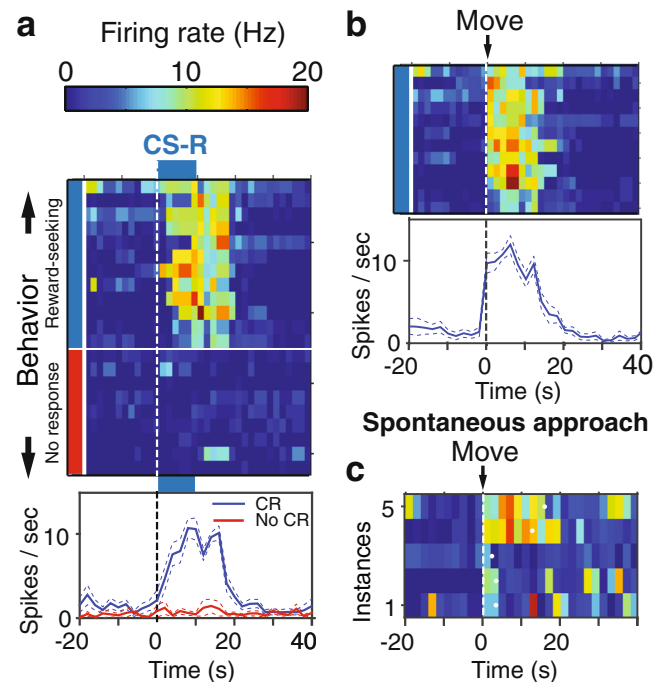 a
Firing rate (Hz)
0 10 20
CS-R
Behavior
Reward-seeking
No response
Spikes / sec
10
0
CR
No CR
-20 0 20 40
Time (s)
b
Move
Spikes / sec
10
0
-20 0 20 40
Time (s)
Spontaneous approach
c
Move
Instances
5
1
-20 0 20 40
Time (s)